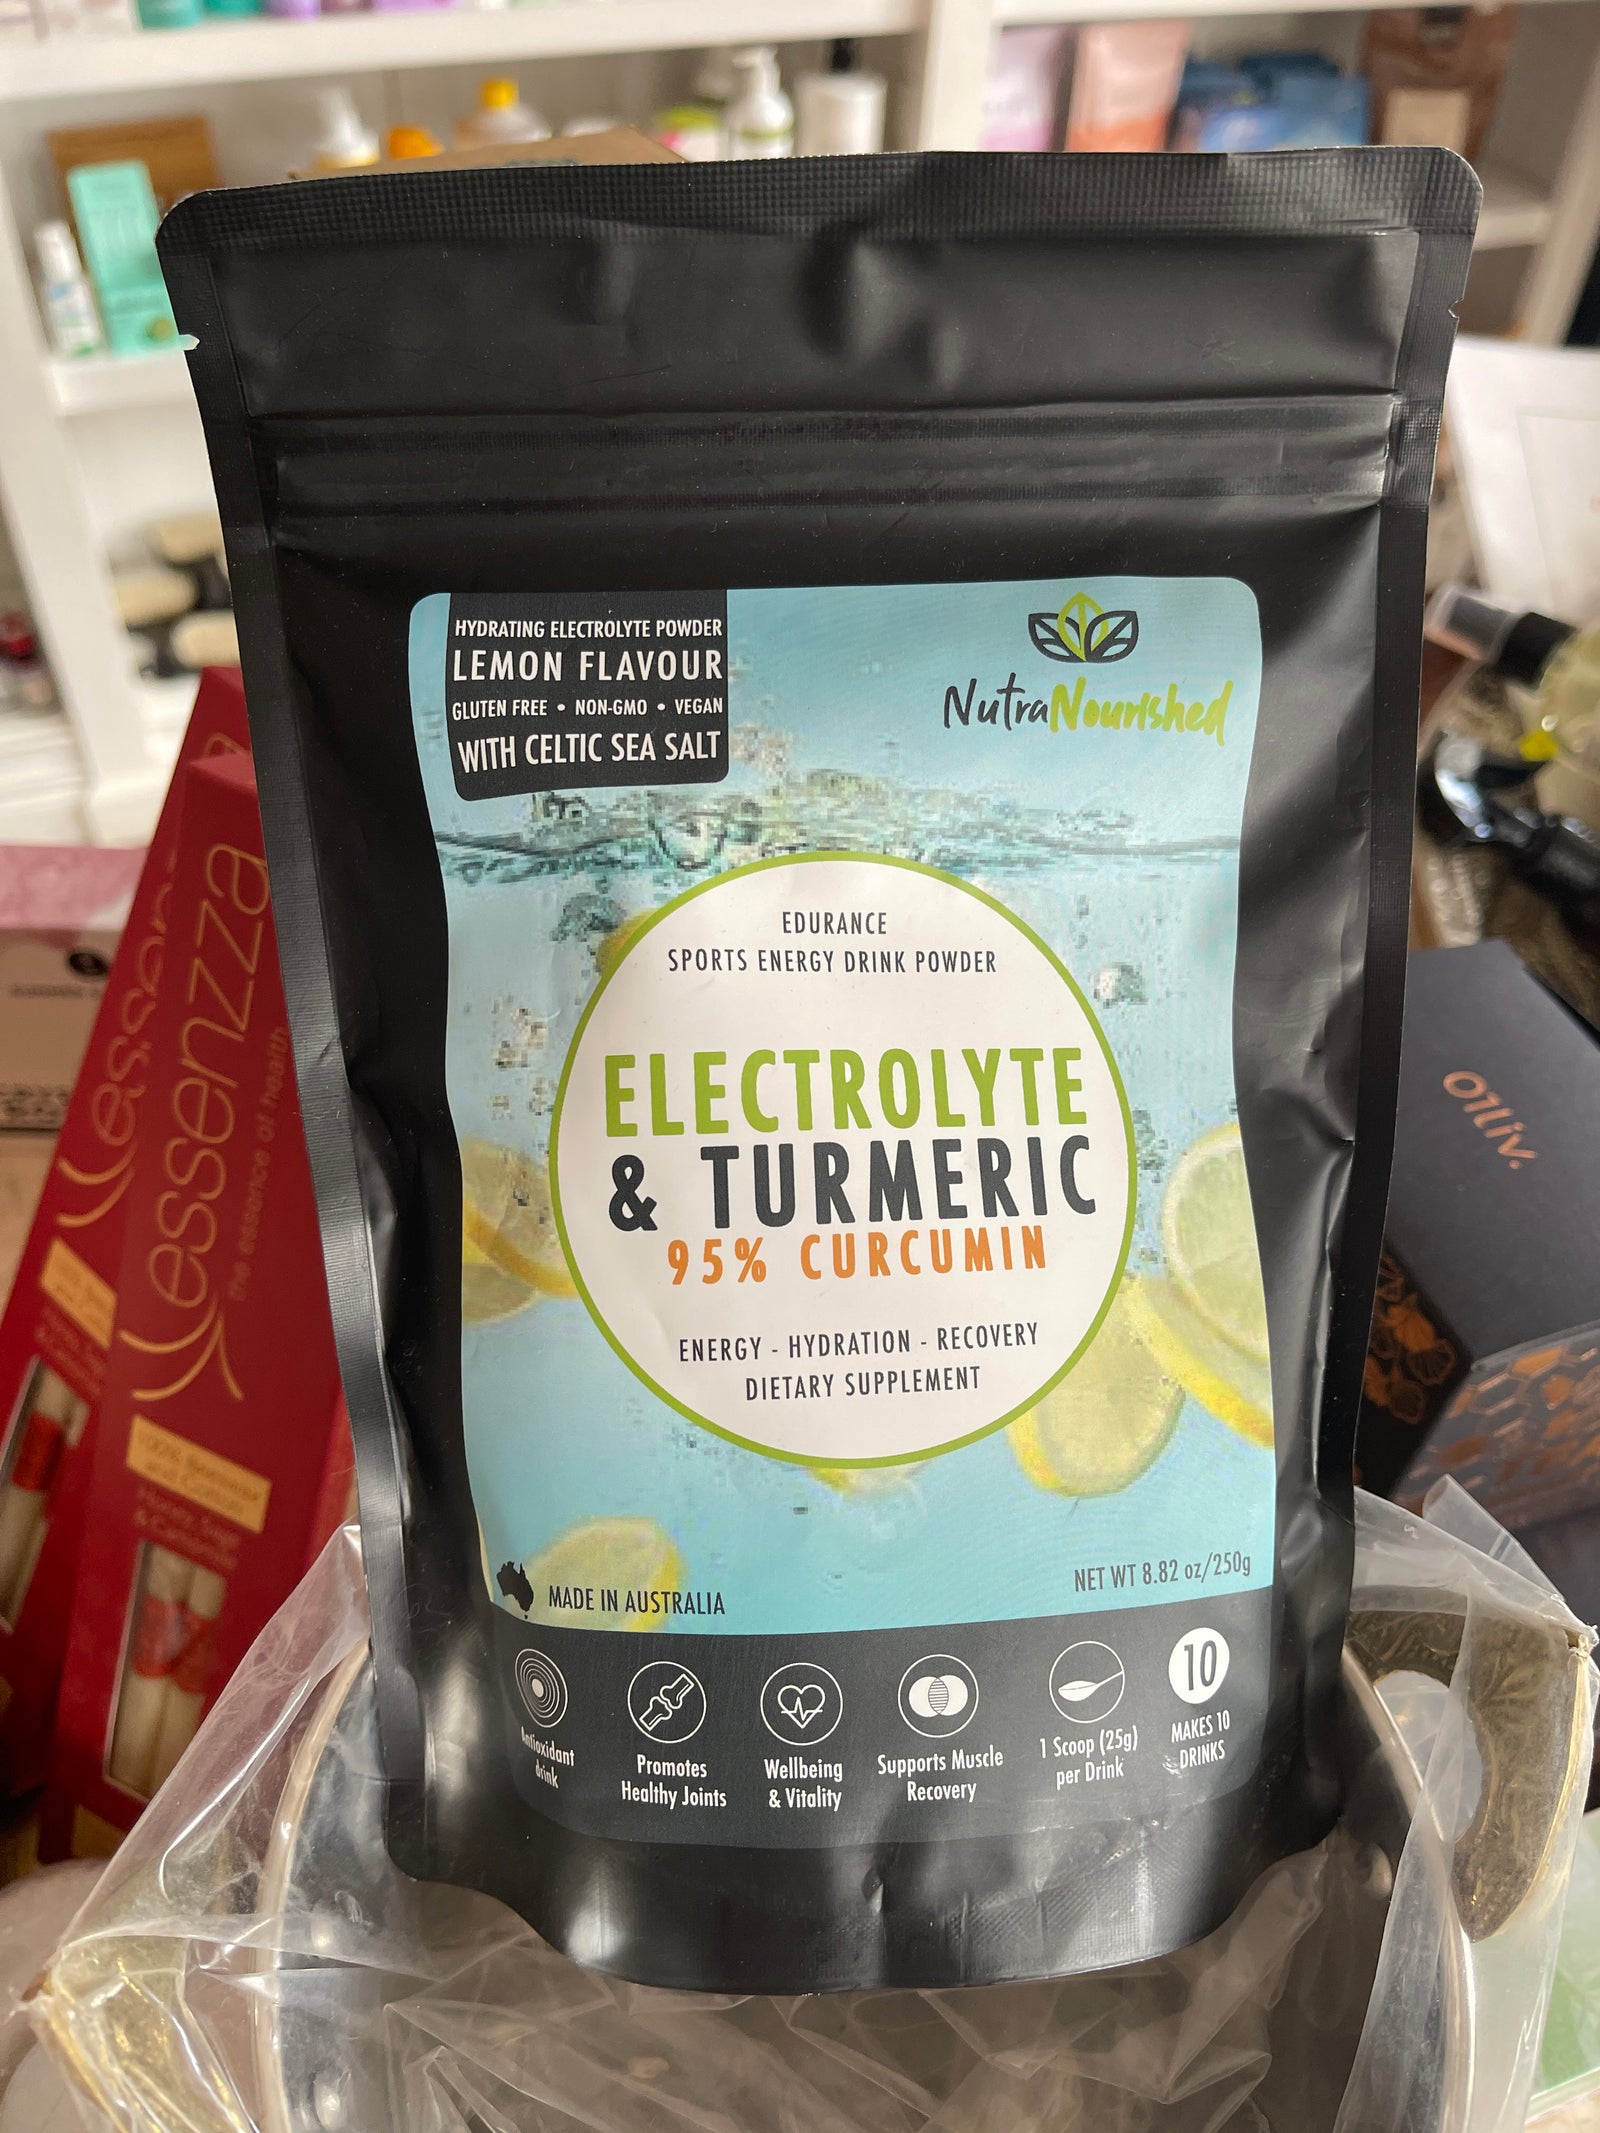 HYDRATING ELECTROLYTE POWDER
LEMON FLAVOUR
GLUTEN FREE • NON-GMO • VEGAN
WITH CELTIC SEA SALT
NutraNourished
EDURANCE
SPORTS ENERGY DRINK POWDER
ELECTROLYTE
& TURMERIC
95% CURCUMIN
ENERGY - HYDRATION - RECOVERY
DIETARY SUPPLEMENT
MADE IN AUSTRALIA
NET WT 8.82 oz/250g
Antioxidant
drink
Promotes
Healthy Joints
Wellbeing
& Vitality
Supports Muscle
Recovery
1 Scoop (25g)
per Drink
10
MAKES 10
DRINKS
essenzza
the essence of health
essenzza
O1liv.